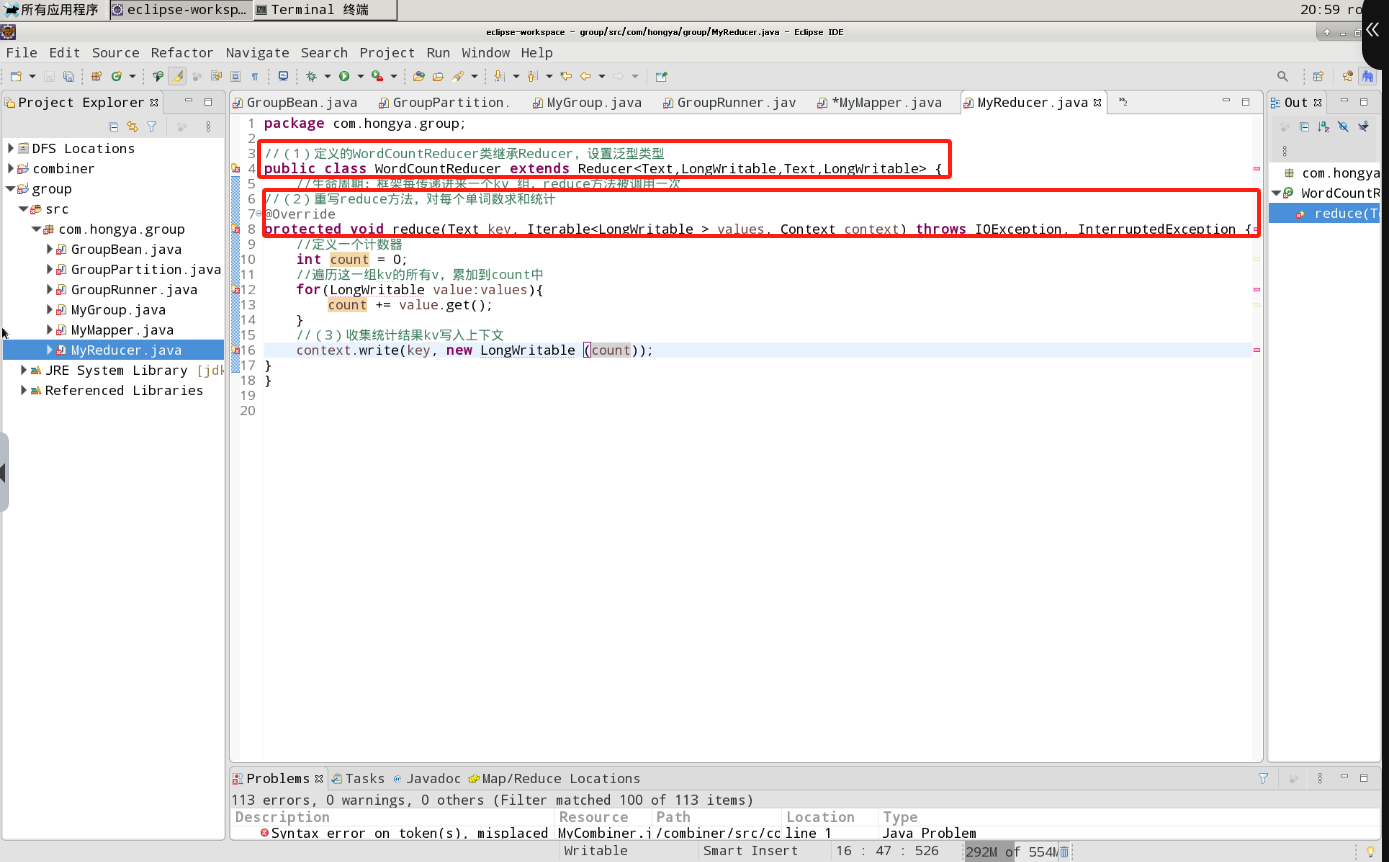 所有应用程序 eclipse-worksp... Terminal 终端 20:59 ro
eclipse-workspace - group/src/com/hongya/group/MyReducer.java - Eclipse IDE
File Edit Source Refactor Navigate Search Project Run Window Help
Project Explorer
DFS Locations
combiner
group
src
com.hongya.group
GroupBean.java
GroupPartition.java
GroupRunner.java
MyGroup.java
MyMapper.java
MyReducer.java
JRE System Library [jdk
Referenced Libraries
GroupBean.java GroupPartition. MyGroup.java GroupRunner.jav *MyMapper.java MyReducer.java
1 package com.hongya.group;
2
3 //（1）定义的WordCountReducer类继承Reducer，设置泛型类型
4 public class WordCountReducer extends Reducer<Text,LongWritable,Text,LongWritable> {
5 //生命周期：框架每传递进来一个kv 组，reduce方法被调用一次
6 //（2）重写reduce方法，对每个单词数求和统计
7 @Override
8 protected void reduce(Text key, Iterable<LongWritable > values, Context context) throws IOException, InterruptedException {
9 //定义一个计数器
10 int count = 0;
11 //遍历这一组kv的所有v，累加到count中
12 for(LongWritable value:values){
13 count += value.get();
14 }
15 //（3）收集统计结果kv写入上下文
16 context.write(key, new LongWritable (count));
17 }
18 }
19
20
Out
com.hongya
WordCountR
reduce(T
Problems Tasks Javadoc Map/Reduce Locations
113 errors, 0 warnings, 0 others (Filter matched 100 of 113 items)
Description Resource Path Location Type
Syntax error on token(s), misplaced MyCombiner.j /combiner/src/cc line 1 Java Problem
Writable Smart Insert 16 : 47 : 526 292M of 554M